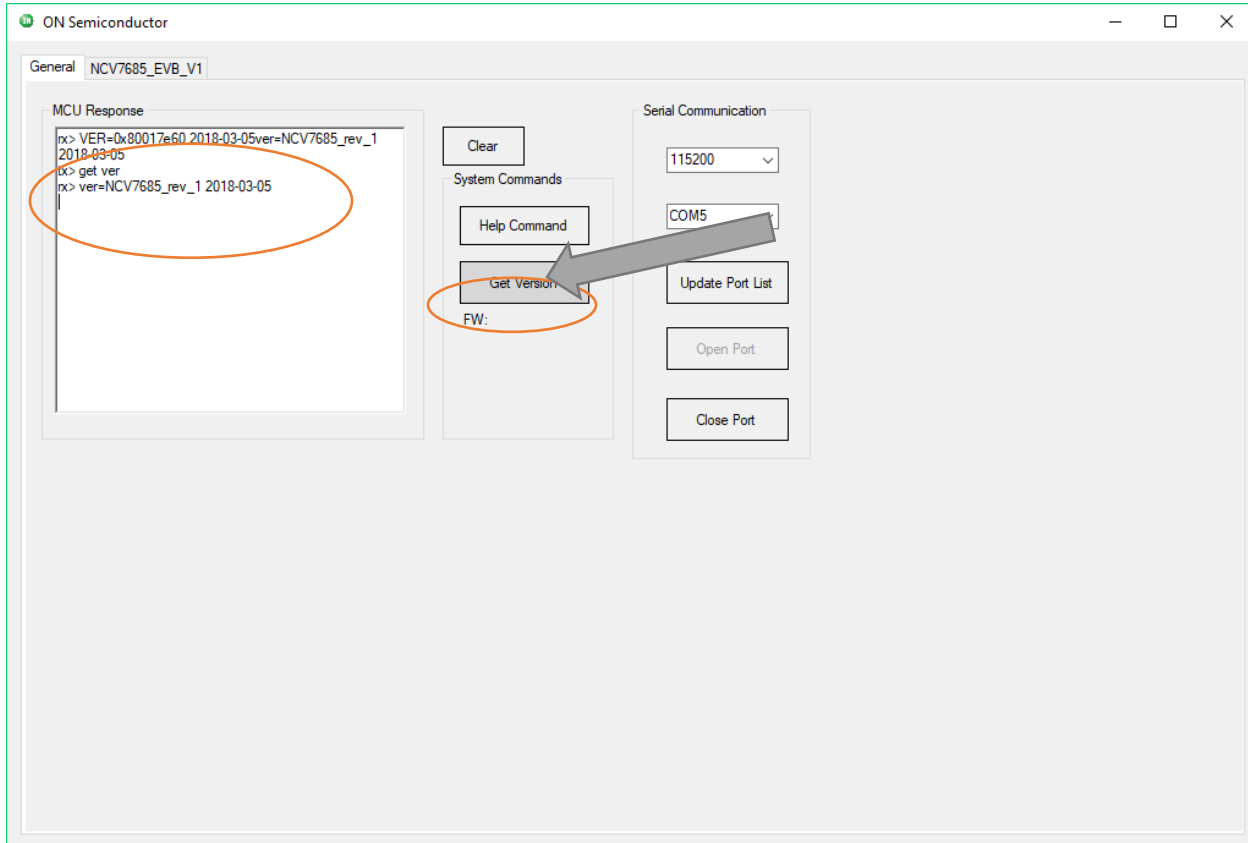 ON Semiconductor
General
NCV7685_EVB_V1
MCU Response
rx> VER=0x80017e60 2018-03-05ver=NCV7685_rev_1
2018-03-05
tx> get ver
rx> ver=NCV7685_rev_1 2018-03-05
Clear
System Commands
Help Command
Get Version
FW:
Serial Communication
115200
COM5
Update Port List
Open Port
Close Port